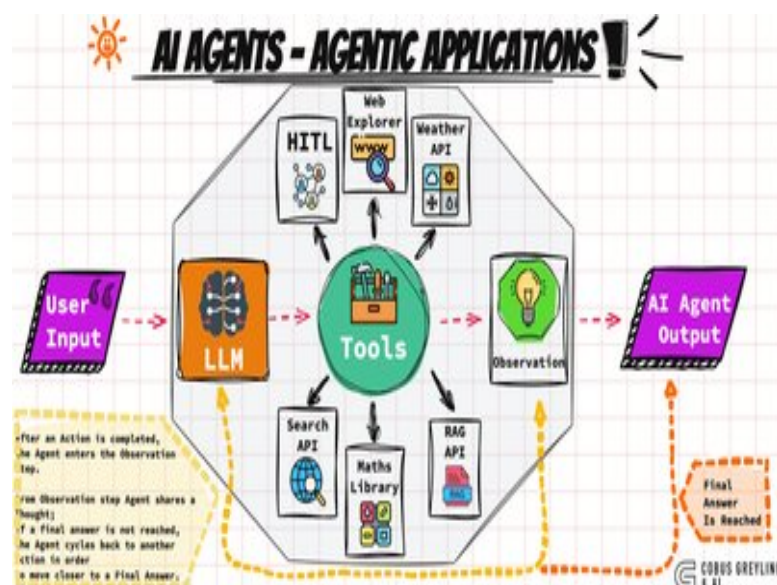 AI AGENTS - AGENTIC APPLICATIONS!
HITL
Web
Explorer
WWW
Weather
API
User
Input
LLM
Tools
Observation
AI Agent
Output
Search
API
Maths
Library
RAG
API
RAG
fter an Action is completed,
he Agent enters the Observation
tep.
rom Observation step Agent shares a
hought;
f a final answer is not reached,
he Agent cycles back to another
ction in order
o move closer to a Final Answer.
Final
Answer
Is Reached
COBUS GREYLIN
& AI